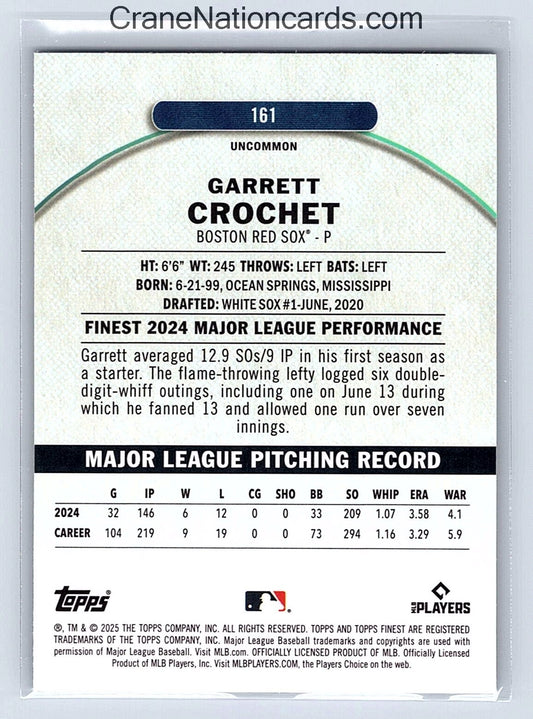 CraneNationcards.com
161
UNCOMMON
GARRETT
CROCHET
BOSTON RED SOX® - P
HT: 6'6" WT: 245 THROWS: LEFT BATS: LEFT
BORN: 6-21-99, OCEAN SPRINGS, MISSISSIPPI
DRAFTED: WHITE SOX #1-JUNE, 2020
FINEST 2024 MAJOR LEAGUE PERFORMANCE
Garrett averaged 12.9 SOs/9 IP in his first season as
a starter. The flame-throwing lefty logged six double-
digit-whiff outings, including one on June 13 during
which he fanned 13 and allowed one run over seven
innings.
MAJOR LEAGUE PITCHING RECORD
G IP W L CG SHO BB SO WHIP ERA WAR
2024 32 146 6 12 0 0 33 209 1.07 3.58 4.1
CAREER 104 219 9 19 0 0 73 294 1.16 3.29 5.9
topps®
MLB PLAYERS
®, TM & © 2025 THE TOPPS COMPANY, INC. ALL RIGHTS RESERVED. TOPPS AND TOPPS FINEST ARE REGISTERED
TRADEMARKS OF THE TOPPS COMPANY, INC. Major League Baseball trademarks and copyrights are used with
permission of Major League Baseball. Visit MLB.com. OFFICIALLY LICENSED PRODUCT OF MLB. Officially Licensed
Product of MLB Players, Inc. Visit MLBPLAYERS.COM, the Players Choice on the web.